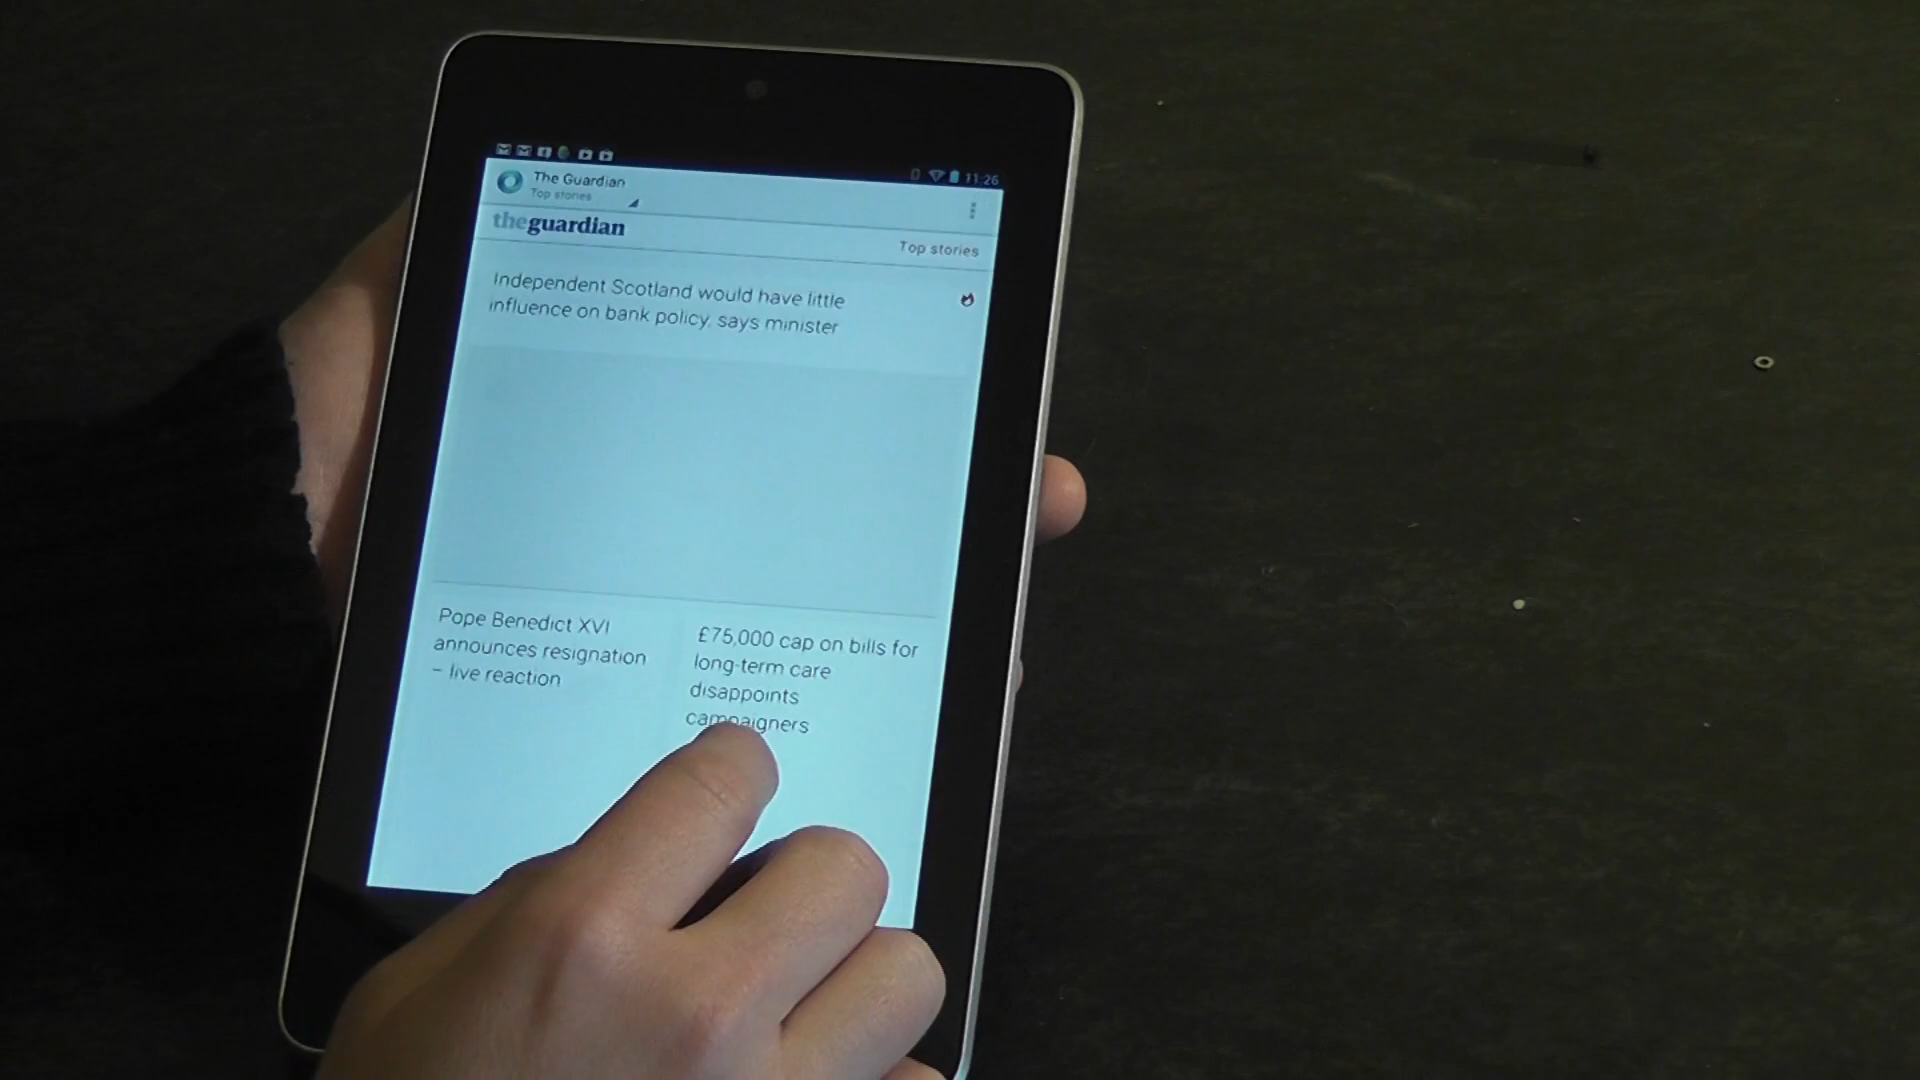 11:26
The Guardian
Top stories
theguardian
Top stories
Independent Scotland would have little
influence on bank policy, says minister
Pope Benedict XVI
announces resignation
– live reaction
£75,000 cap on bills for
long-term care
disappoints
campaigners